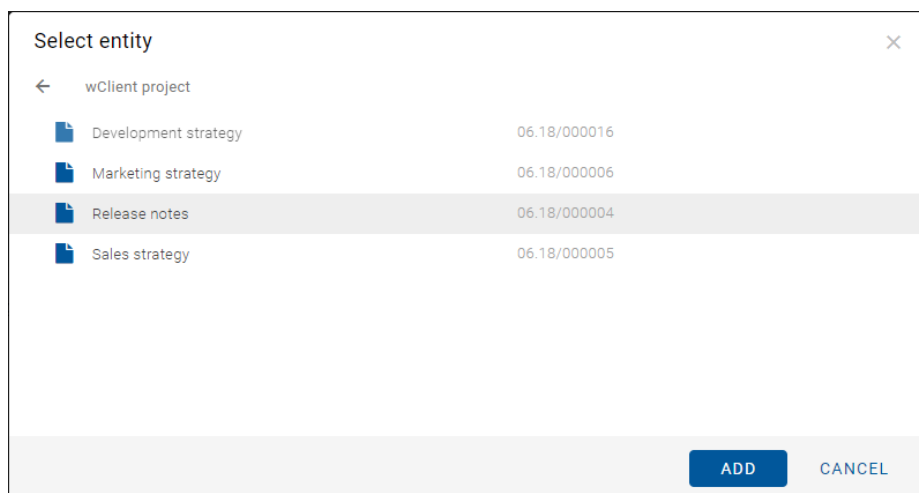 Select entity
wClient project
Development strategy 06.18/000016
Marketing strategy 06.18/000006
Release notes 06.18/000004
Sales strategy 06.18/000005
ADD CANCEL